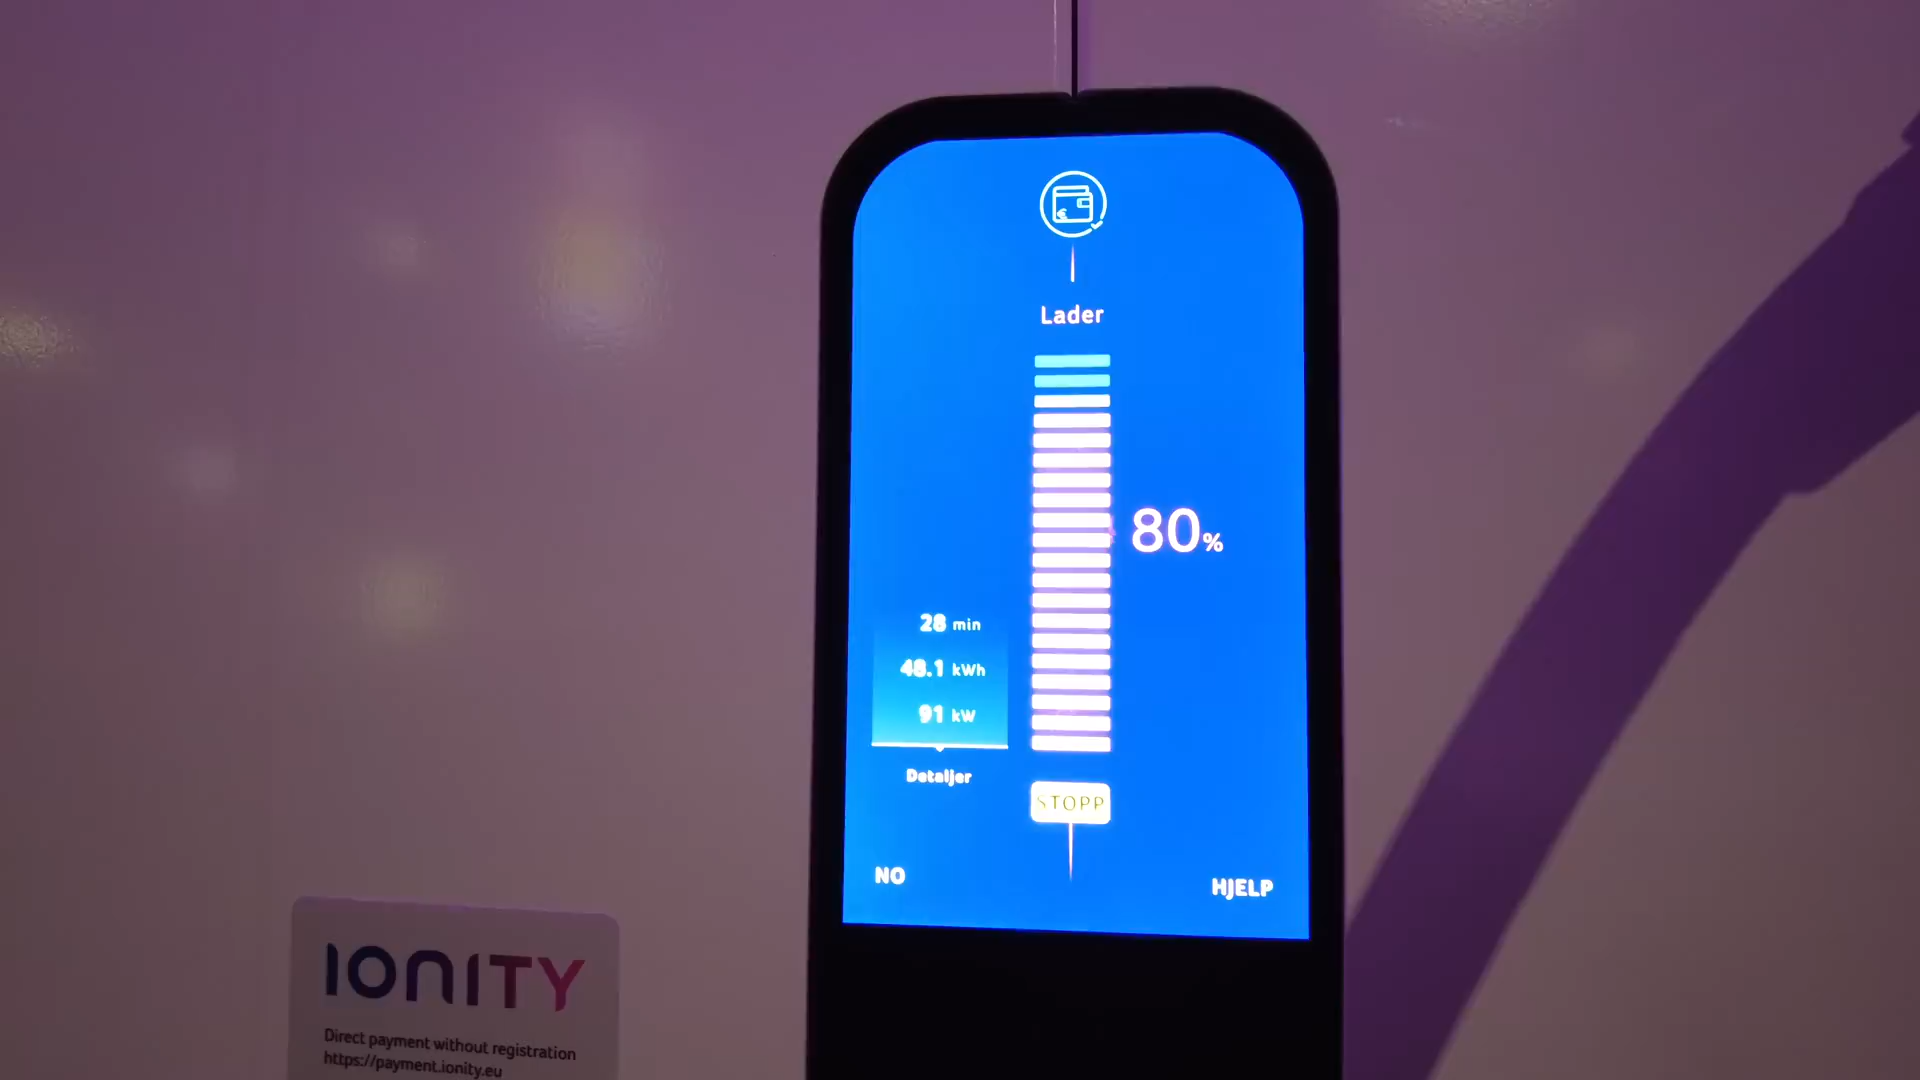 Lader
80%
28 min
48.1 kWh
91 kW
Detaljer
STOPP
NO
HJELP
IONITY
Direct payment without registration
https://payment.ionity.eu